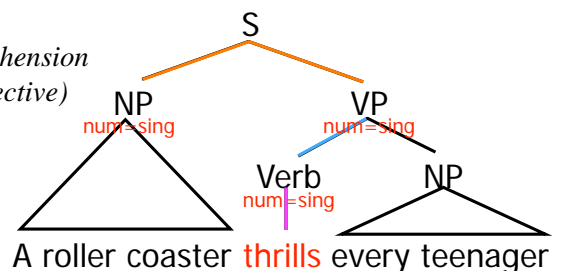 S
hension
ective)
NP VP
num=sing num=sing
Verb NP
num=sing
A roller coaster thrills every teenager